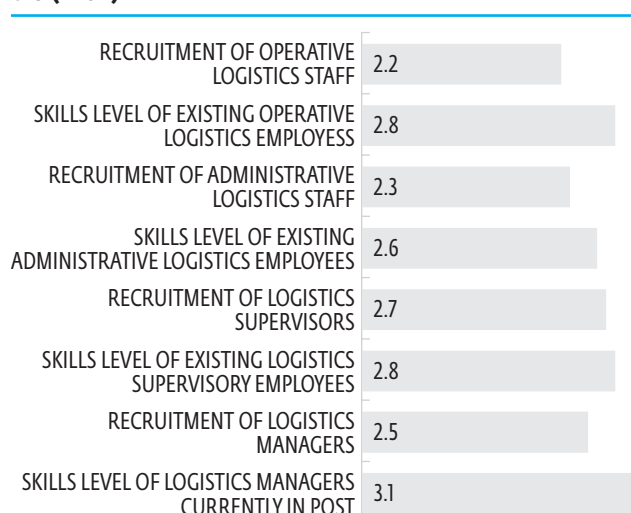 RECRUITMENT OF OPERATIVE
LOGISTICS STAFF
2.2
SKILLS LEVEL OF EXISTING OPERATIVE
LOGISTICS EMPLOYESS
2.8
RECRUITMENT OF ADMINISTRATIVE
LOGISTICS STAFF
2.3
SKILLS LEVEL OF EXISTING
ADMINISTRATIVE LOGISTICS EMPLOYEES
2.6
RECRUITMENT OF LOGISTICS
SUPERVISORS
2.7
SKILLS LEVEL OF EXISTING LOGISTICS
SUPERVISORY EMPLOYEES
2.8
RECRUITMENT OF LOGISTICS
MANAGERS
2.5
SKILLS LEVEL OF LOGISTICS MANAGERS
CURRENTLY IN POST
3.1